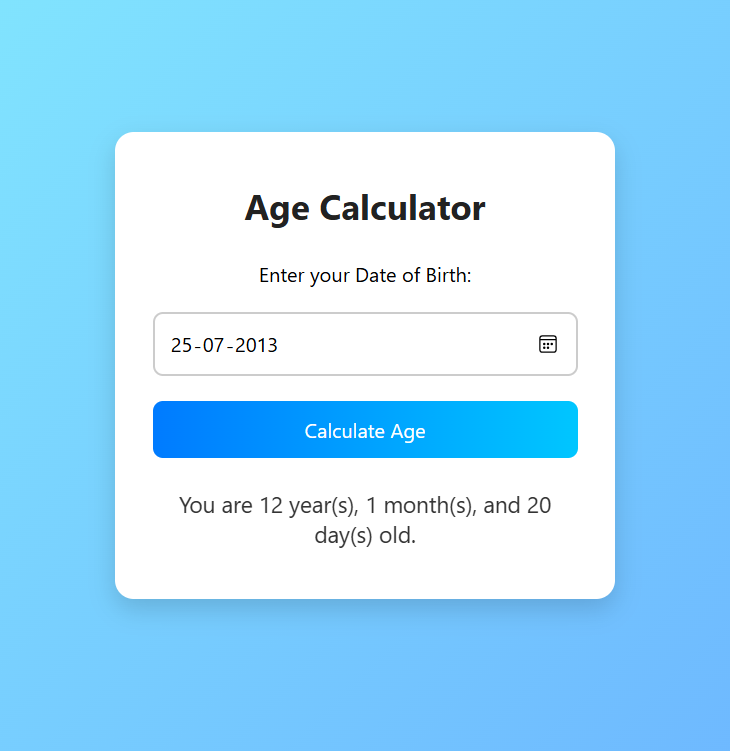 Age Calculator
Enter your Date of Birth:
25-07-2013
Calculate Age
You are 12 year(s), 1 month(s), and 20
day(s) old.